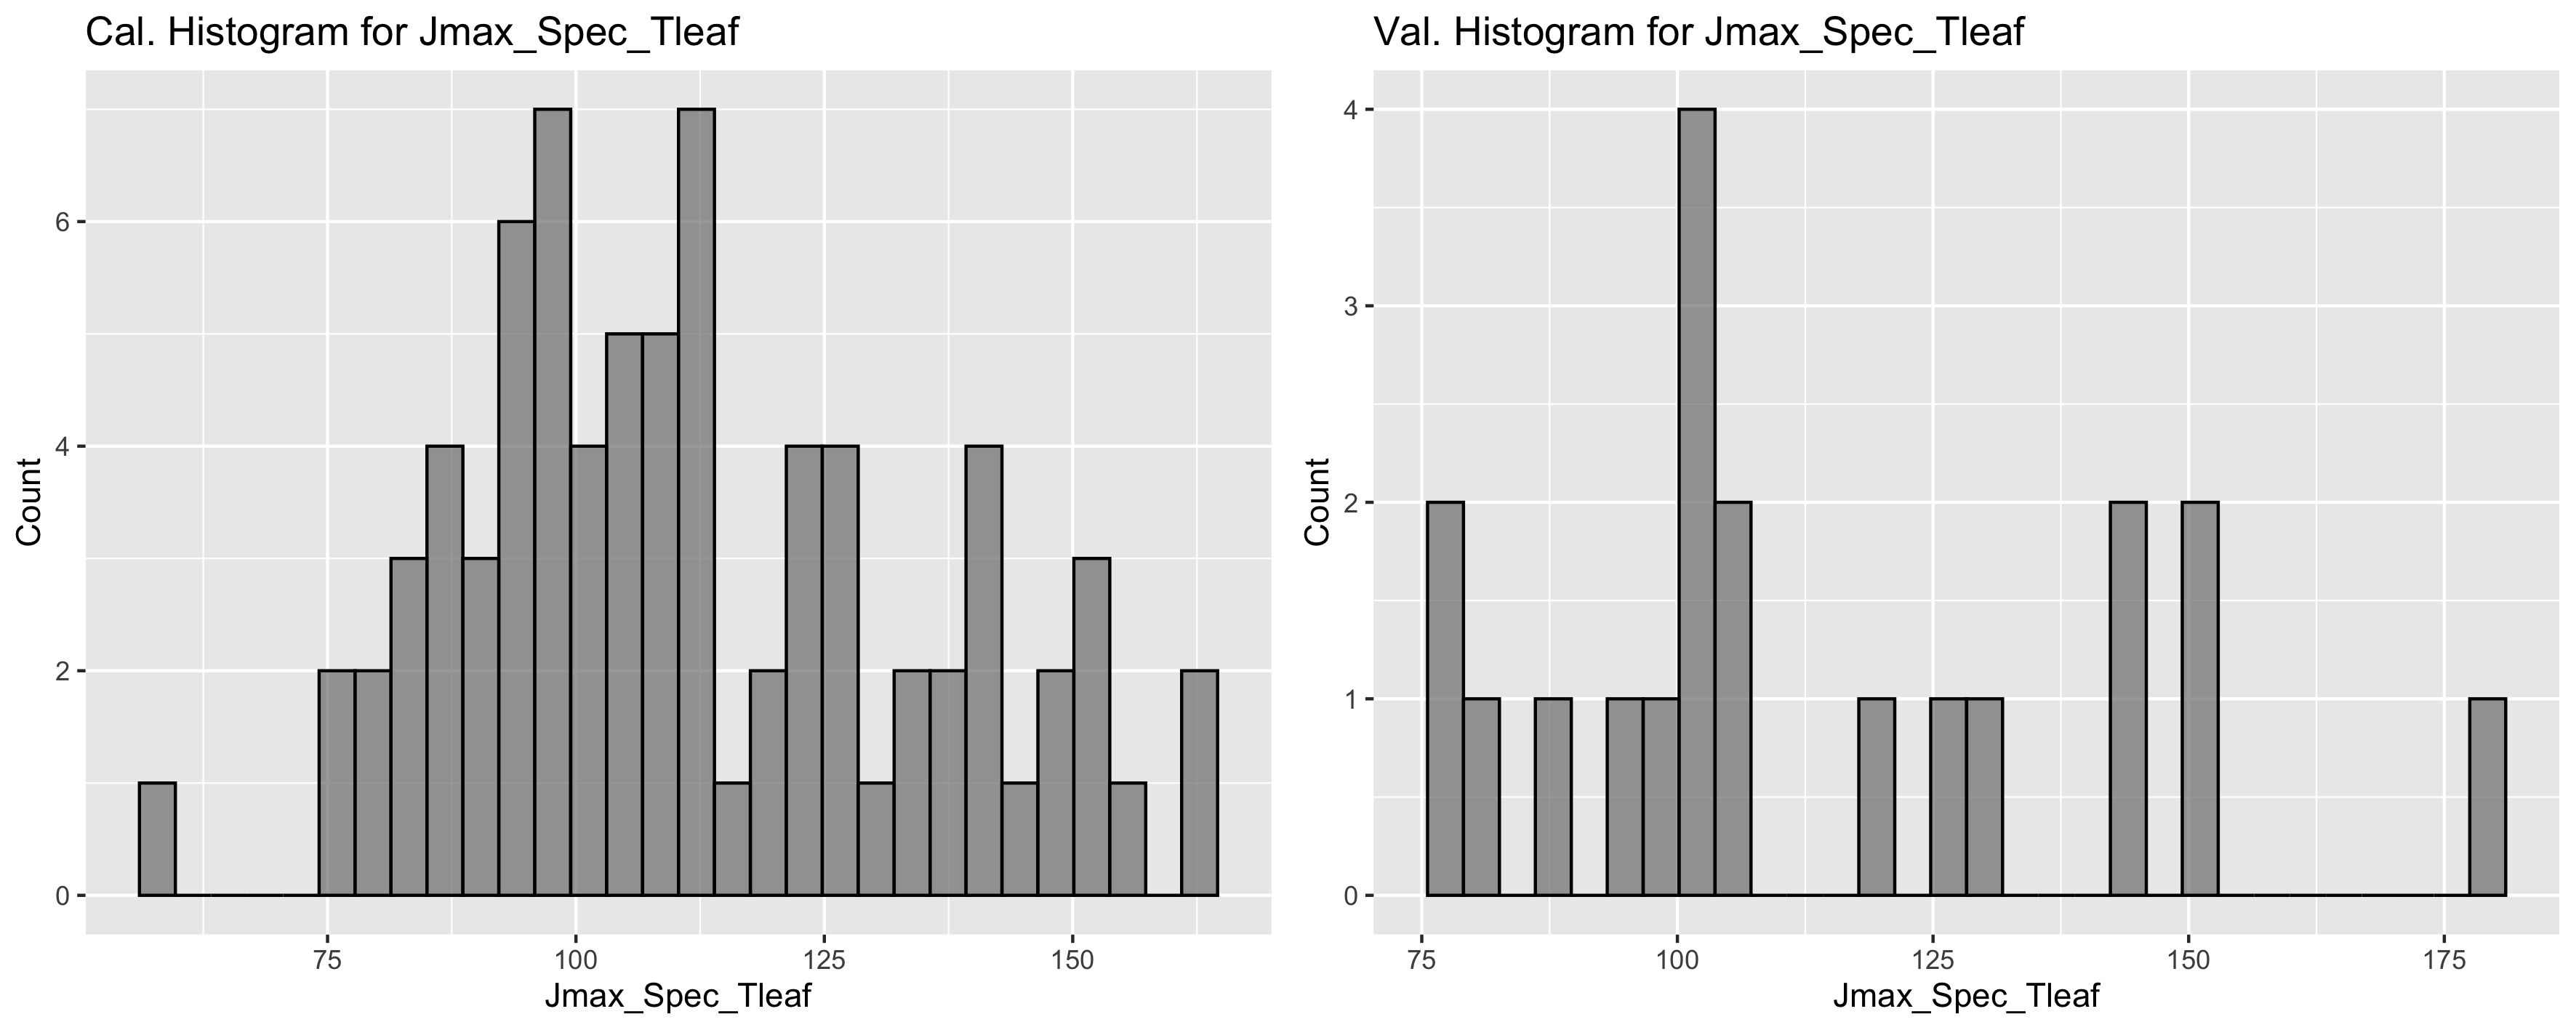 Cal. Histogram for Jmax_Spec_Tleaf
Count
6
4
2
0
75 100 125 150
Jmax_Spec_Tleaf
Val. Histogram for Jmax_Spec_Tleaf
Count
4
3
2
1
0
75 100 125 150 175
Jmax_Spec_Tleaf